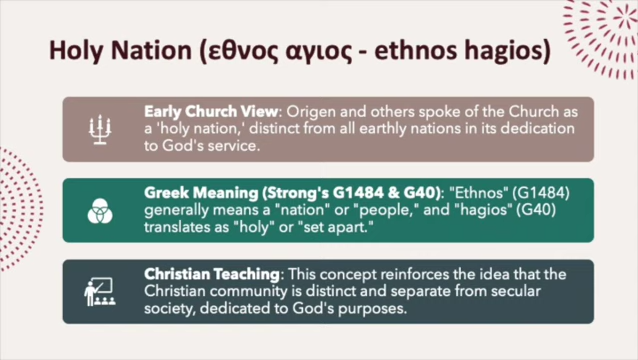 Holy Nation (εθνος αγιος - ethnos hagios)
Early Church View: Origen and others spoke of the Church as
a 'holy nation,' distinct from all earthly nations in its dedication
to God's service.
Greek Meaning (Strong's G1484 & G40): "Ethnos" (G1484)
generally means a "nation" or "people," and "hagios" (G40)
translates as "holy" or "set apart."
Christian Teaching: This concept reinforces the idea that the
Christian community is distinct and separate from secular
society, dedicated to God's purposes.